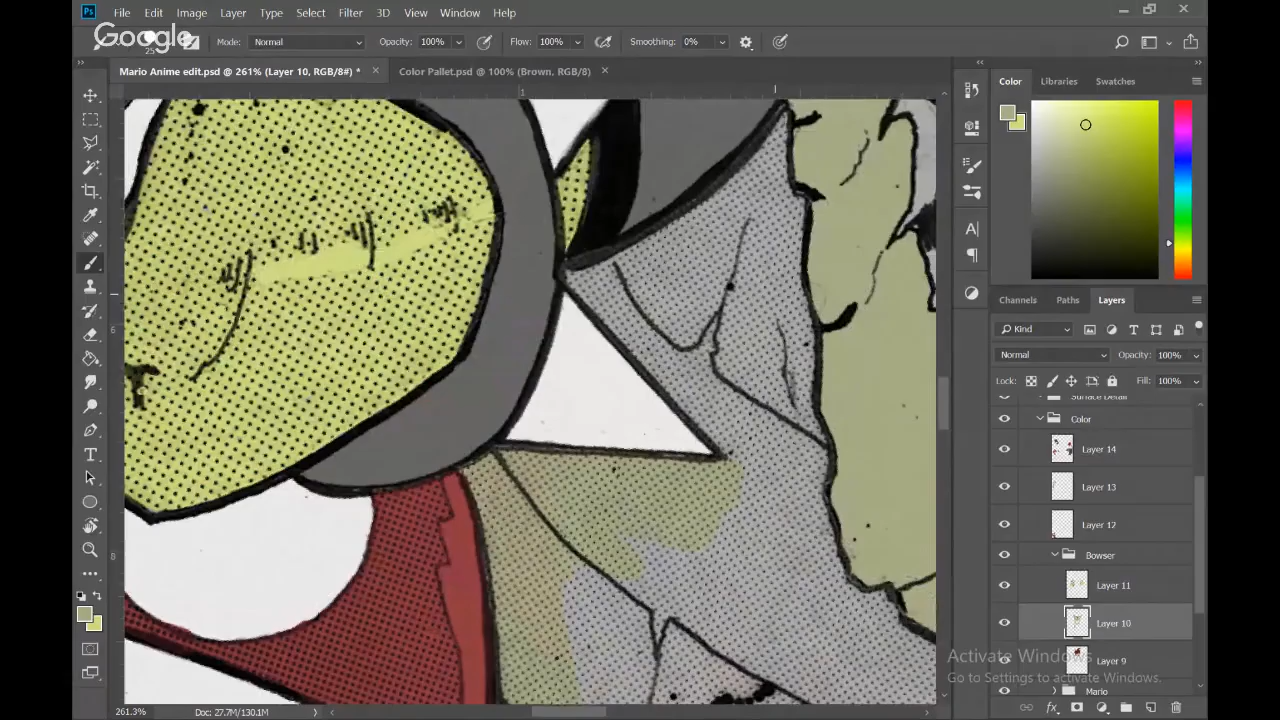 Ps File Edit Image Layer Type Select Filter 3D View Window Help
Google
25 Mode: Normal Opacity: 100% Flow: 100% Smoothing: 0%
Mario Anime edit.psd @ 261% (Layer 10, RGB/8#) * Color Pallet.psd @ 100% (Brown, RGB/8)
Color Libraries Swatches
Channels Paths Layers
Kind
Normal Opacity: 100%
Lock: Fill: 100%
Surface Detail
Color
Layer 14
Layer 13
Layer 12
Bowser
Layer 11
Layer 10
Layer 9
Mario
Activate Windows
Go to Settings to activate Windows.
261.3% Doc: 27.7M/130.1M